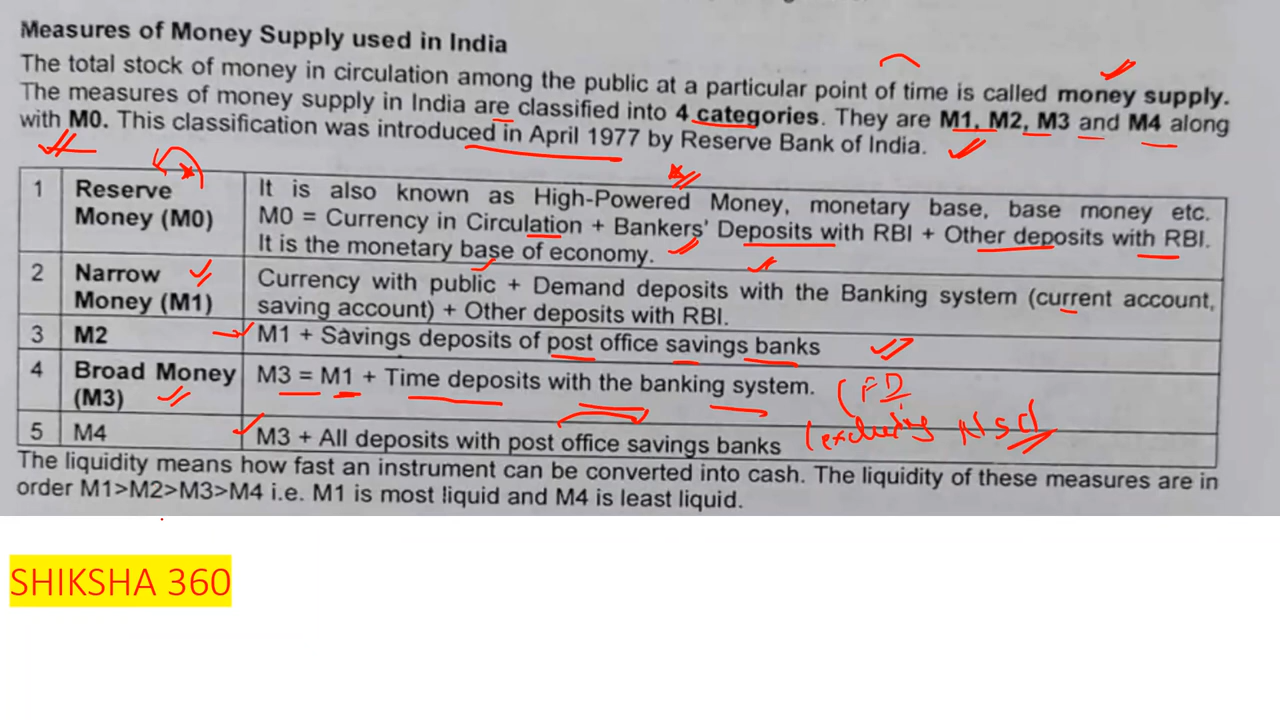 Measures of Money Supply used in India
The total stock of money in circulation among the public at a particular point of time is called money supply.
The measures of money supply in India are classified into 4 categories. They are M1, M2, M3 and M4 along
with M0. This classification was introduced in April 1977 by Reserve Bank of India.
1 Reserve Money (M0) It is also known as High-Powered Money, monetary base, base money etc.
M0 = Currency in Circulation + Bankers' Deposits with RBI + Other deposits with RBI.
It is the monetary base of economy.
2 Narrow Money (M1) Currency with public + Demand deposits with the Banking system (current account,
saving account) + Other deposits with RBI.
3 M2 M1 + Savings deposits of post office savings banks
4 Broad Money (M3) M3 = M1 + Time deposits with the banking system. (FD
5 M4 M3 + All deposits with post office savings banks (excluding NSC)
The liquidity means how fast an instrument can be converted into cash. The liquidity of these measures are in
order M1>M2>M3>M4 i.e. M1 is most liquid and M4 is least liquid.
SHIKSHA 360